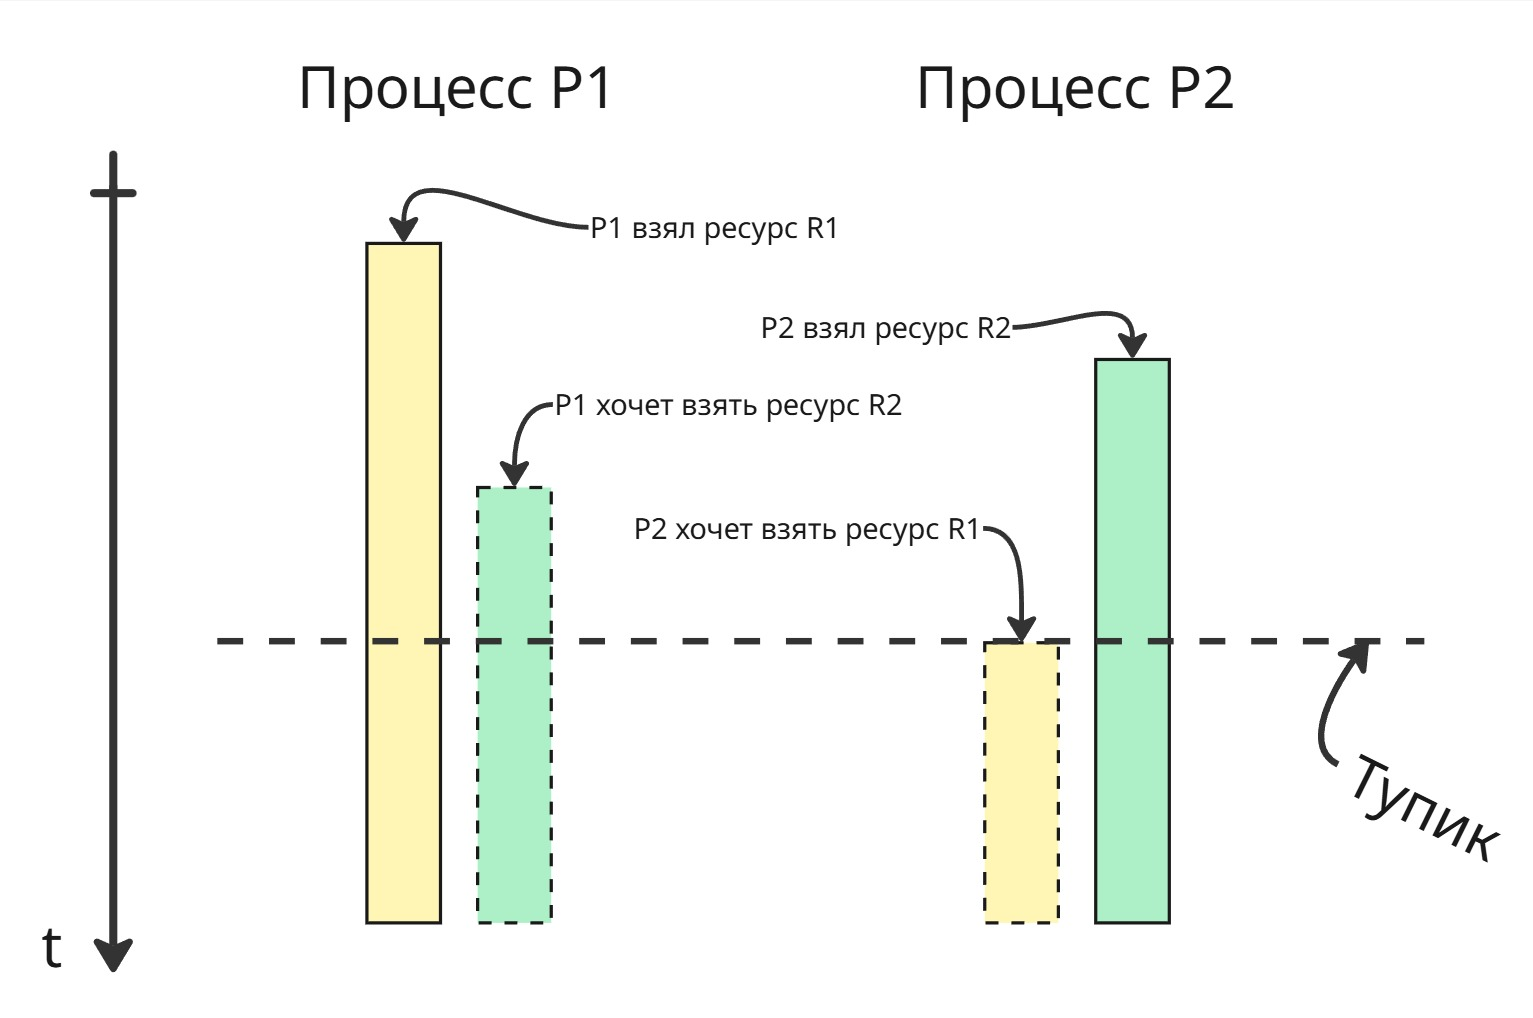 Процесс P1
Процесс P2
P1 взял ресурс R1
P2 взял ресурс R2
P1 хочет взять ресурс R2
P2 хочет взять ресурс R1
Тупик
t